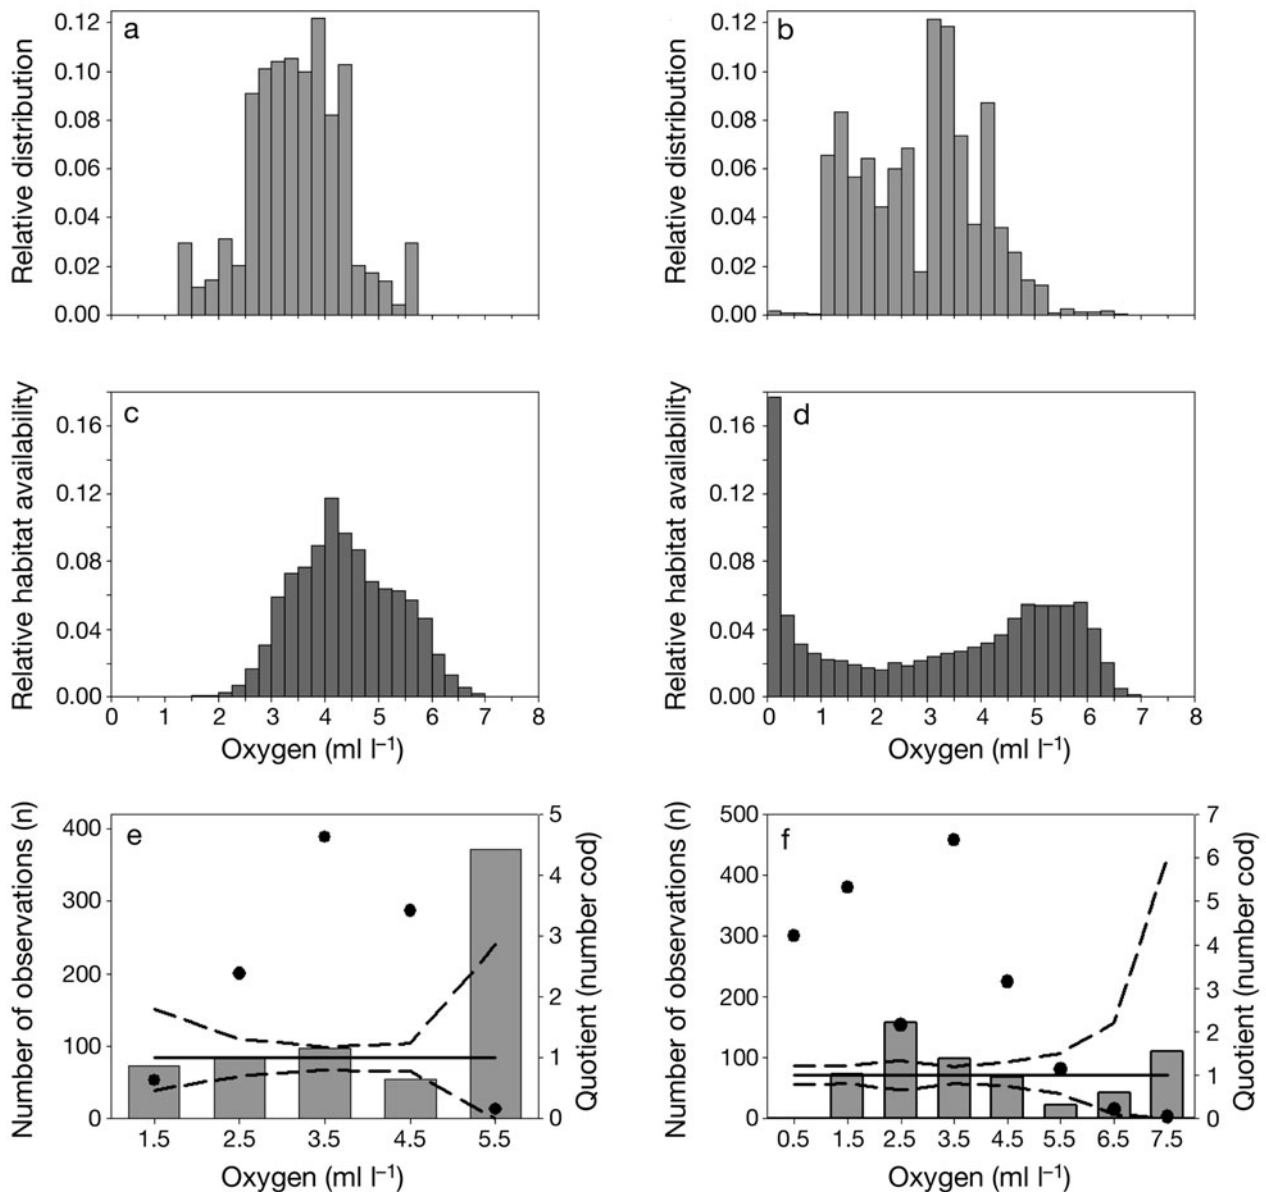 a
0.12
0.10
0.08
0.06
0.04
0.02
0.00
Relative distribution
b
0.12
0.10
0.08
0.06
0.04
0.02
0.00
Relative distribution
c
0.16
0.12
0.08
0.04
0.00
Relative habitat availability
0 1 2 3 4 5 6 7 8
Oxygen (ml l–1)
d
0.16
0.12
0.08
0.04
0.00
Relative habitat availability
0 1 2 3 4 5 6 7 8
Oxygen (ml l–1)
e
400
300
200
100
0
Number of observations (n)
5
4
3
2
1
0
Quotient (number cod)
1.5 2.5 3.5 4.5 5.5
Oxygen (ml l–1)
f
500
400
300
200
100
0
Number of observations (n)
7
6
5
4
3
2
1
0
Quotient (number cod)
0.5 1.5 2.5 3.5 4.5 5.5 6.5 7.5
Oxygen (ml l–1)